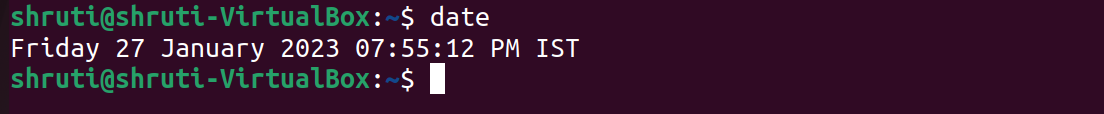 shruti@shruti-VirtualBox:~$ date
Friday 27 January 2023 07:55:12 PM IST
shruti@shruti-VirtualBox:~$